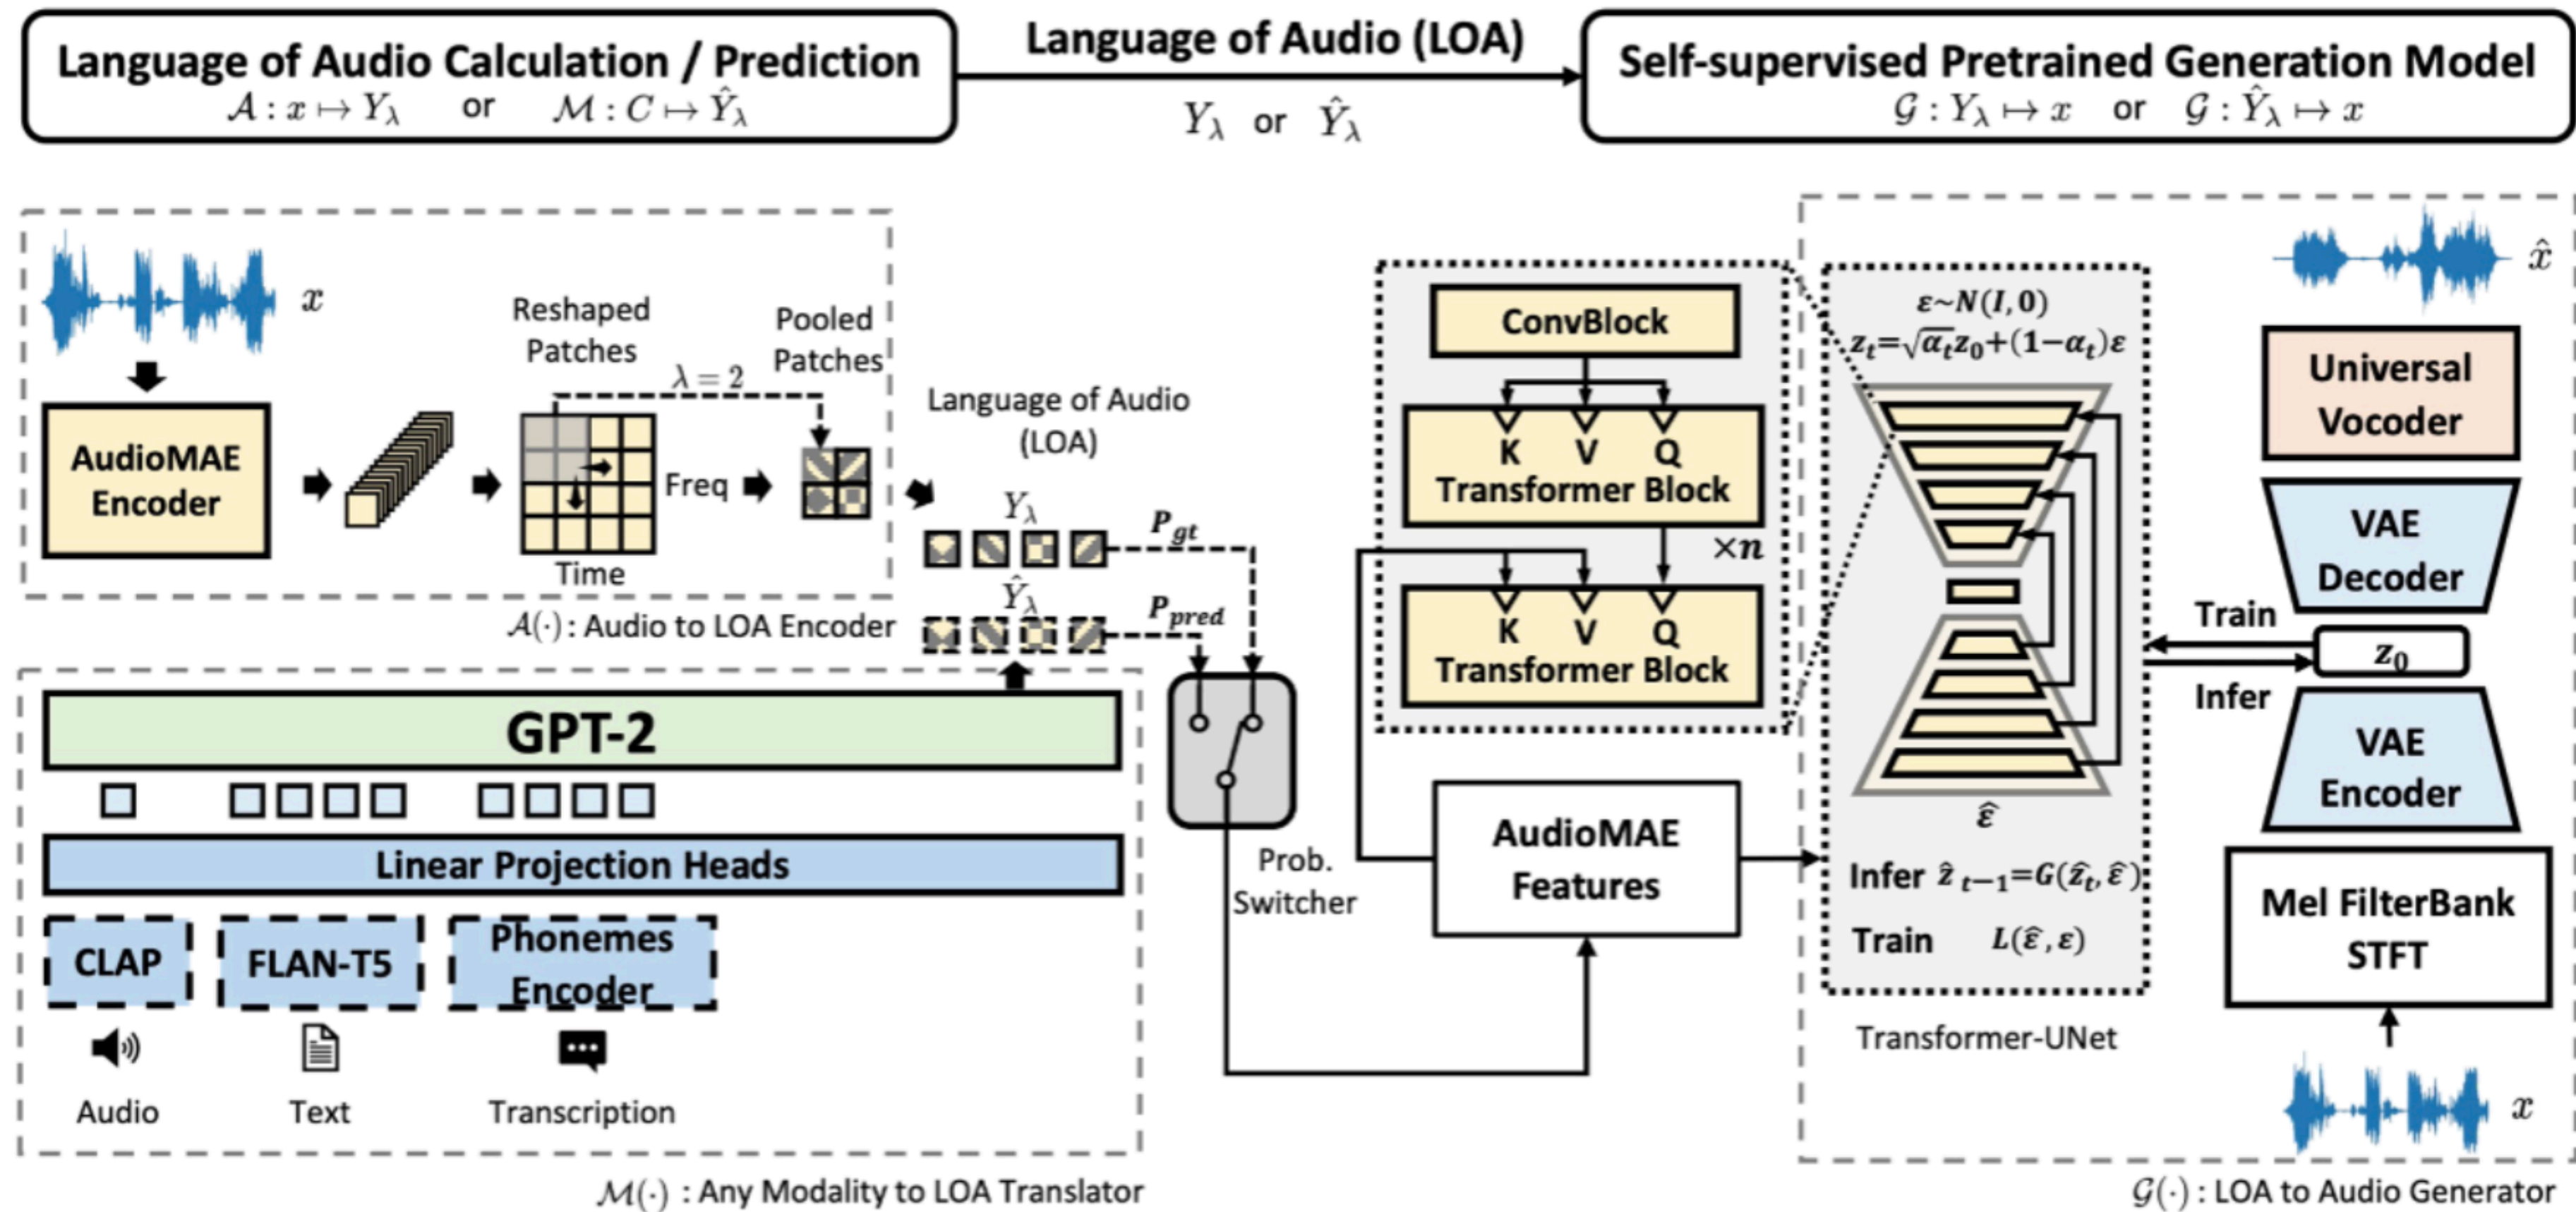 Language of Audio Calculation / Prediction
𝒜 : x ↦ Y_λ or ℳ : C ↦ Ŷ_λ
Language of Audio (LOA)
Y_λ or Ŷ_λ
Self-supervised Pretrained Generation Model
𝒢 : Y_λ ↦ x or 𝒢 : Ŷ_λ ↦ x
x
AudioMAE
Encoder
Reshaped
Patches
λ = 2
Pooled
Patches
Freq
Time
𝒜(·) : Audio to LOA Encoder
Language of Audio
(LOA)
Y_λ
P_gt
Ŷ_λ
P_pred
GPT-2
Linear Projection Heads
CLAP
FLAN-T5
Phonemes
Encoder
Audio
Text
Transcription
ℳ(·) : Any Modality to LOA Translator
Prob.
Switcher
ConvBlock
K V Q
Transformer Block
×n
K V Q
Transformer Block
AudioMAE
Features
ε~N(I, 0)
z_t=√α_t z_0+(1−α_t)ε
ε̂
Infer ẑ_t−1=G(ẑ_t, ε̂)
Train L(ε̂, ε)
Transformer-UNet
x̂
Universal
Vocoder
VAE
Decoder
Train
z_0
Infer
VAE
Encoder
Mel FilterBank
STFT
x
𝒢(·) : LOA to Audio Generator